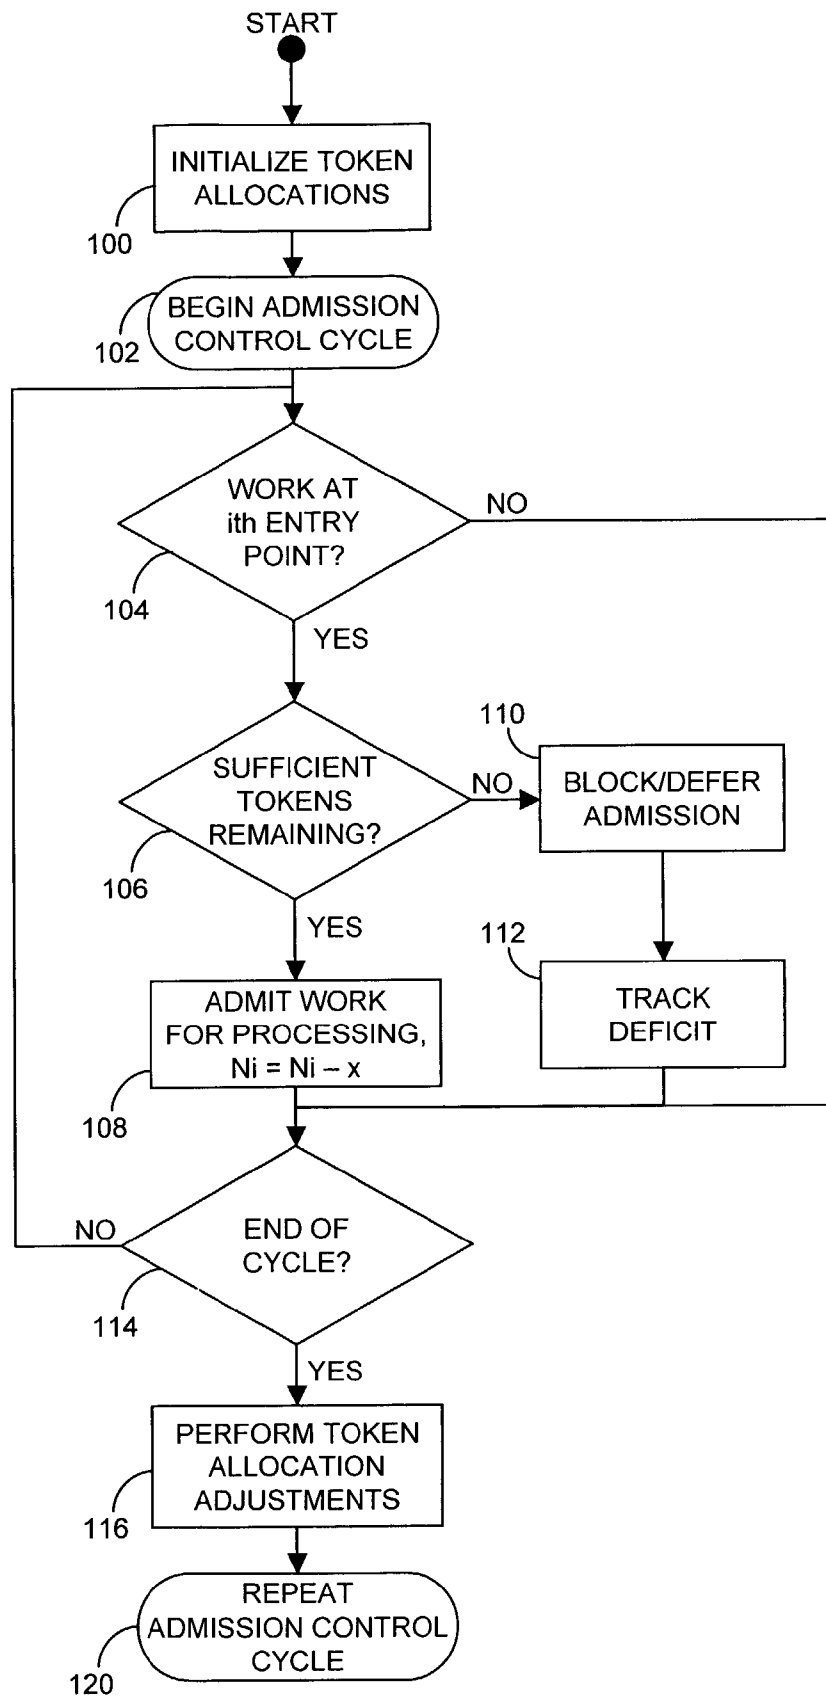 START
INITIALIZE TOKEN
ALLOCATIONS
100
BEGIN ADMISSION
CONTROL CYCLE
102
WORK AT
ith ENTRY
POINT?
NO
104
YES
110
SUFFICIENT
TOKENS
REMAINING?
NO
BLOCK/DEFER
ADMISSION
106
YES
112
ADMIT WORK
FOR PROCESSING,
Ni = Ni – x
TRACK
DEFICIT
108
END OF
CYCLE?
NO
114
YES
PERFORM TOKEN
ALLOCATION
ADJUSTMENTS
116
REPEAT
ADMISSION CONTROL
CYCLE
120